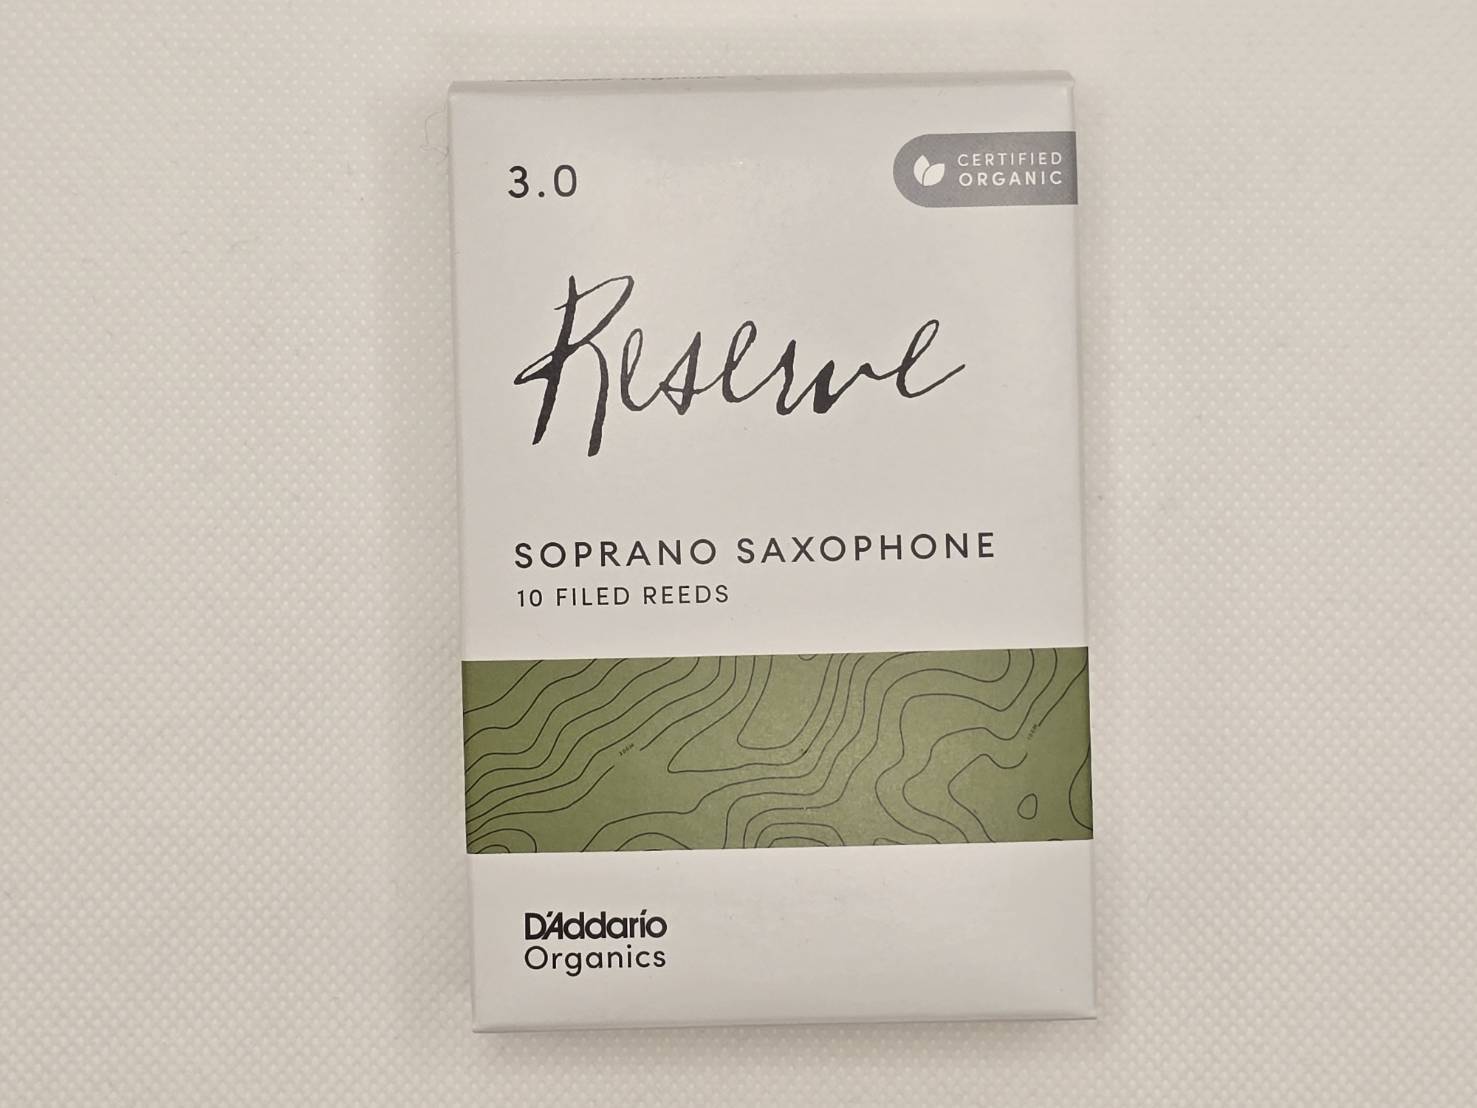 3.0
CERTIFIED
ORGANIC
Reserve
SOPRANO SAXOPHONE
10 FILED REEDS
D'Addario
Organics